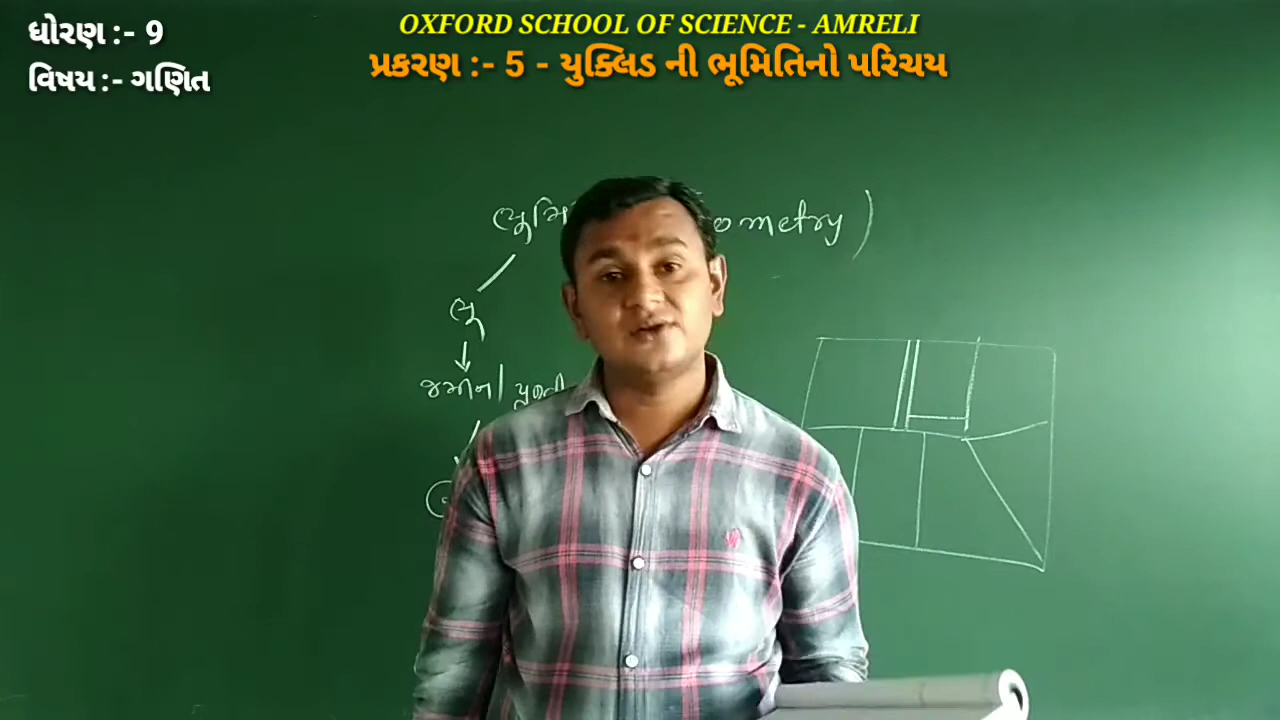 OXFORD SCHOOL OF SCIENCE - AMRELI
ધોરણ :- 9
પ્રકરણ :- 5 - યુક્લિડ ની ભૂમિતિનો પરિચય
વિષય :- ગણિત
ometry )
ભૂ
જમીન /